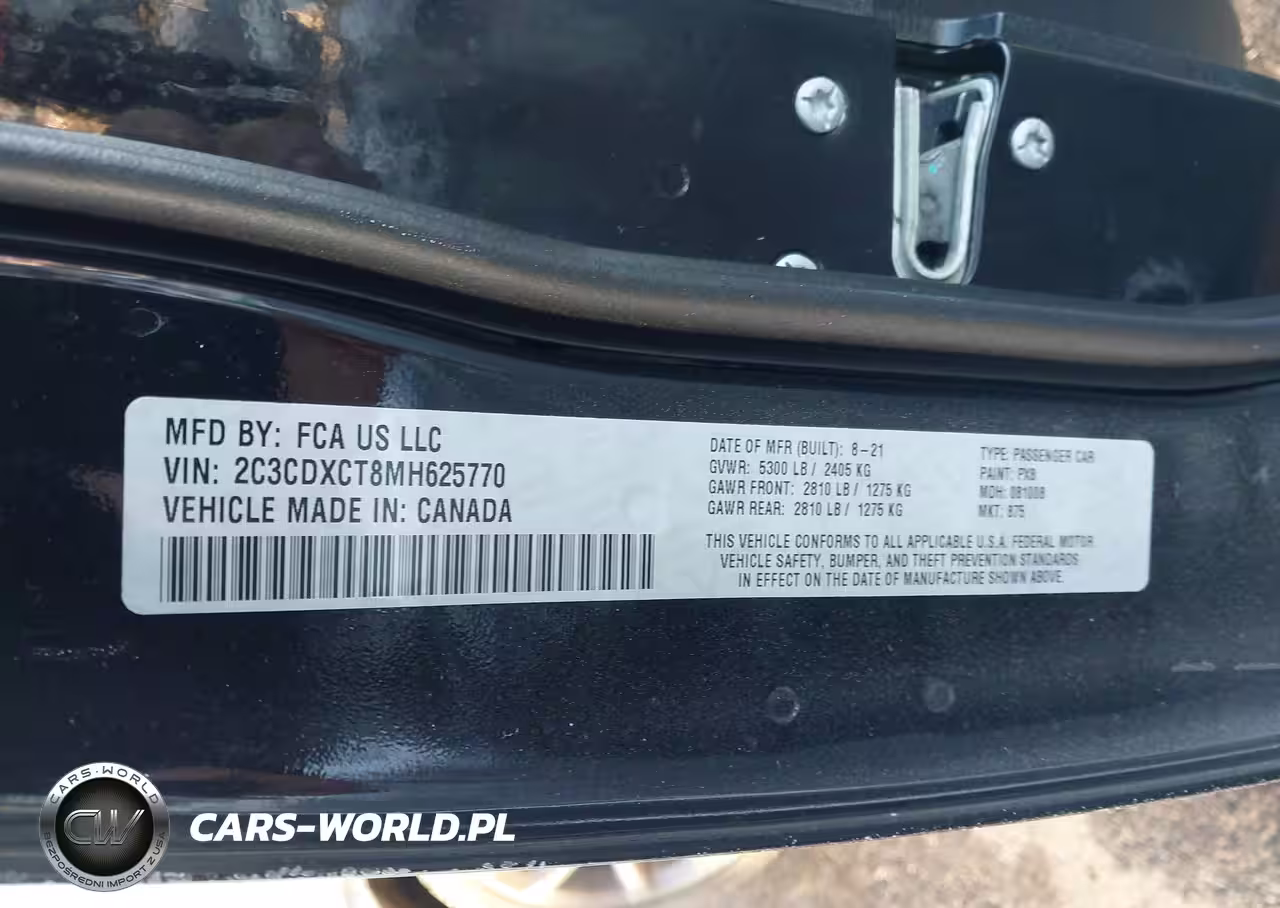 MFD BY: FCA US LLC
VIN: 2C3CDXCT8MH625770
VEHICLE MADE IN: CANADA
DATE OF MFR (BUILT): 8-21
GVWR: 5300 LB / 2405 KG
GAWR FRONT: 2810 LB / 1275 KG
GAWR REAR: 2810 LB / 1275 KG
TYPE: PASSENGER CAR
PAINT: PX8
MDH: 081008
MKT: 875
THIS VEHICLE CONFORMS TO ALL APPLICABLE U.S.A. FEDERAL MOTOR
VEHICLE SAFETY, BUMPER, AND THEFT PREVENTION STANDARDS
IN EFFECT ON THE DATE OF MANUFACTURE SHOWN ABOVE.
CARS-WORLD
CW
BEZPOŚREDNI IMPORT Z USA
CARS-WORLD.PL